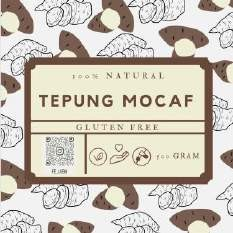 100% NATURAL
TEPUNG MOCAF
GLUTEN FREE
500 GRAM